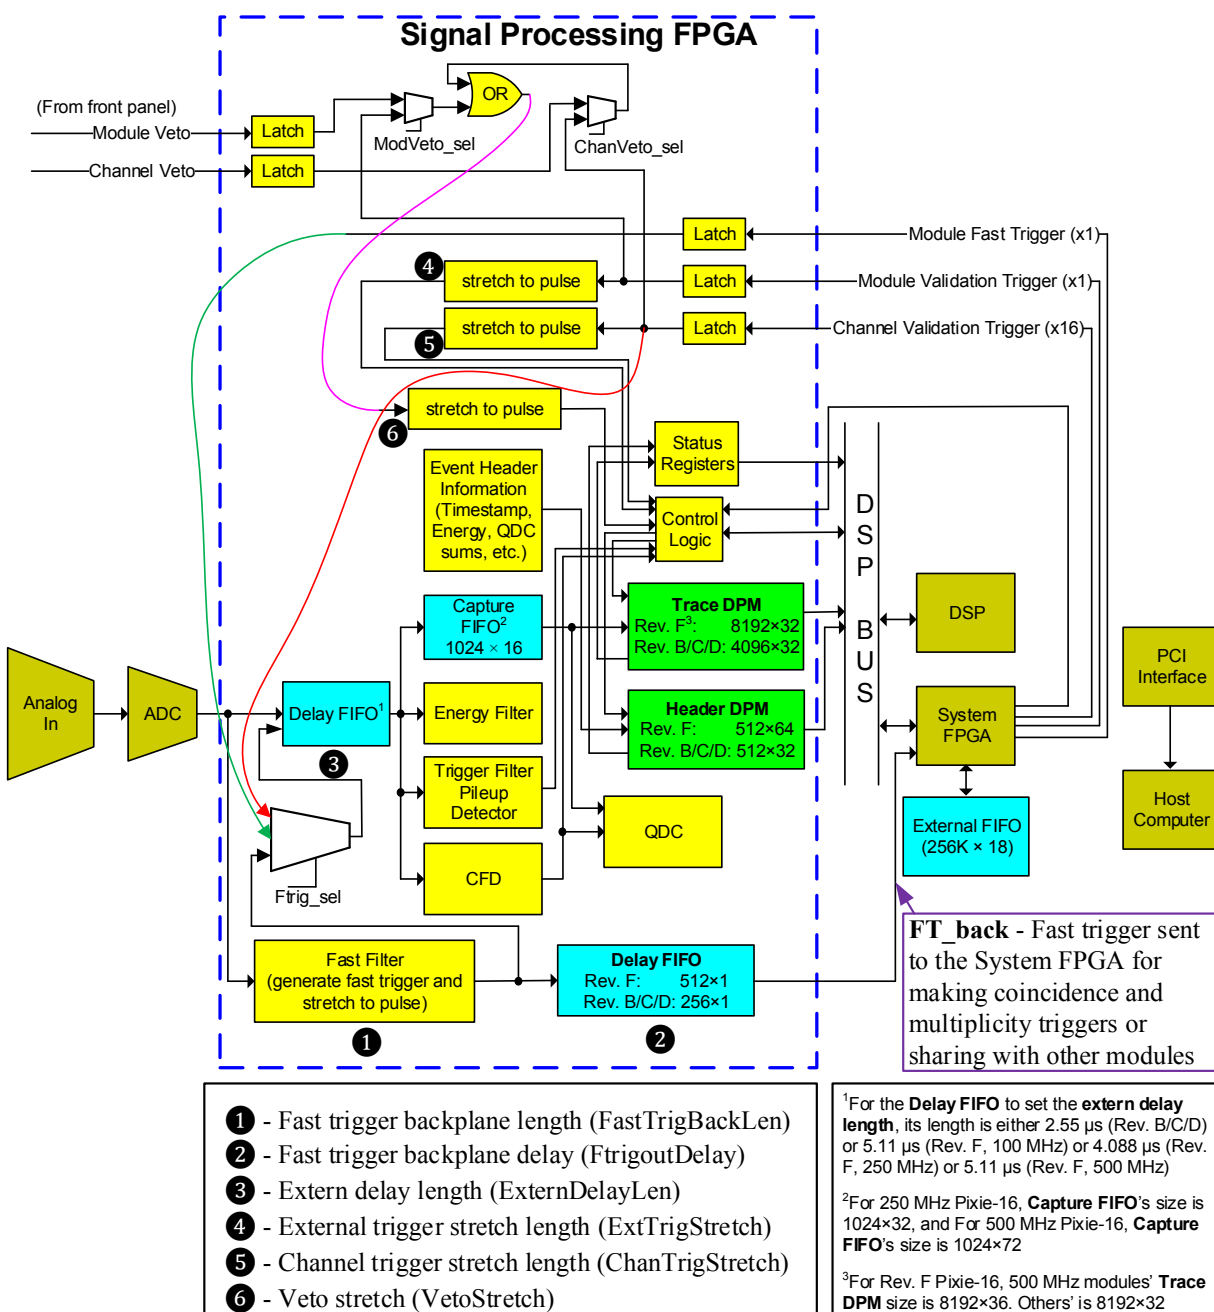 Signal Processing FPGA
(From front panel)
Module Veto
Channel Veto
Latch
Latch
OR
ModVeto_sel
ChanVeto_sel
Latch
Module Fast Trigger (x1)
4
stretch to pulse
Latch
Module Validation Trigger (x1)
5
stretch to pulse
Latch
Channel Validation Trigger (x16)
6
stretch to pulse
Event Header
Information
(Timestamp,
Energy, QDC
sums, etc.)
Status
Registers
Control
Logic
D
S
P
B
U
S
Capture
FIFO²
1024 × 16
Trace DPM
Rev. F³: 8192×32
Rev. B/C/D: 4096×32
DSP
PCI
Interface
Analog
In
ADC
Delay FIFO¹
3
Energy Filter
Header DPM
Rev. F: 512×64
Rev. B/C/D: 512×32
System
FPGA
Trigger Filter
Pileup
Detector
QDC
External FIFO
(256K × 18)
Host
Computer
CFD
Ftrig_sel
Fast Filter
(generate fast trigger and
stretch to pulse)
1
Delay FIFO
Rev. F: 512×1
Rev. B/C/D: 256×1
2
FT_back - Fast trigger sent
to the System FPGA for
making coincidence and
multiplicity triggers or
sharing with other modules
1 - Fast trigger backplane length (FastTrigBackLen)
2 - Fast trigger backplane delay (FtrigoutDelay)
3 - Extern delay length (ExternDelayLen)
4 - External trigger stretch length (ExtTrigStretch)
5 - Channel trigger stretch length (ChanTrigStretch)
6 - Veto stretch (VetoStretch)
¹For the Delay FIFO to set the extern delay
length, its length is either 2.55 µs (Rev. B/C/D)
or 5.11 µs (Rev. F, 100 MHz) or 4.088 µs (Rev.
F, 250 MHz) or 5.11 µs (Rev. F, 500 MHz)
²For 250 MHz Pixie-16, Capture FIFO's size is
1024×32, and For 500 MHz Pixie-16, Capture
FIFO's size is 1024×72
³For Rev. F Pixie-16, 500 MHz modules' Trace
DPM size is 8192×36. Others' is 8192×32